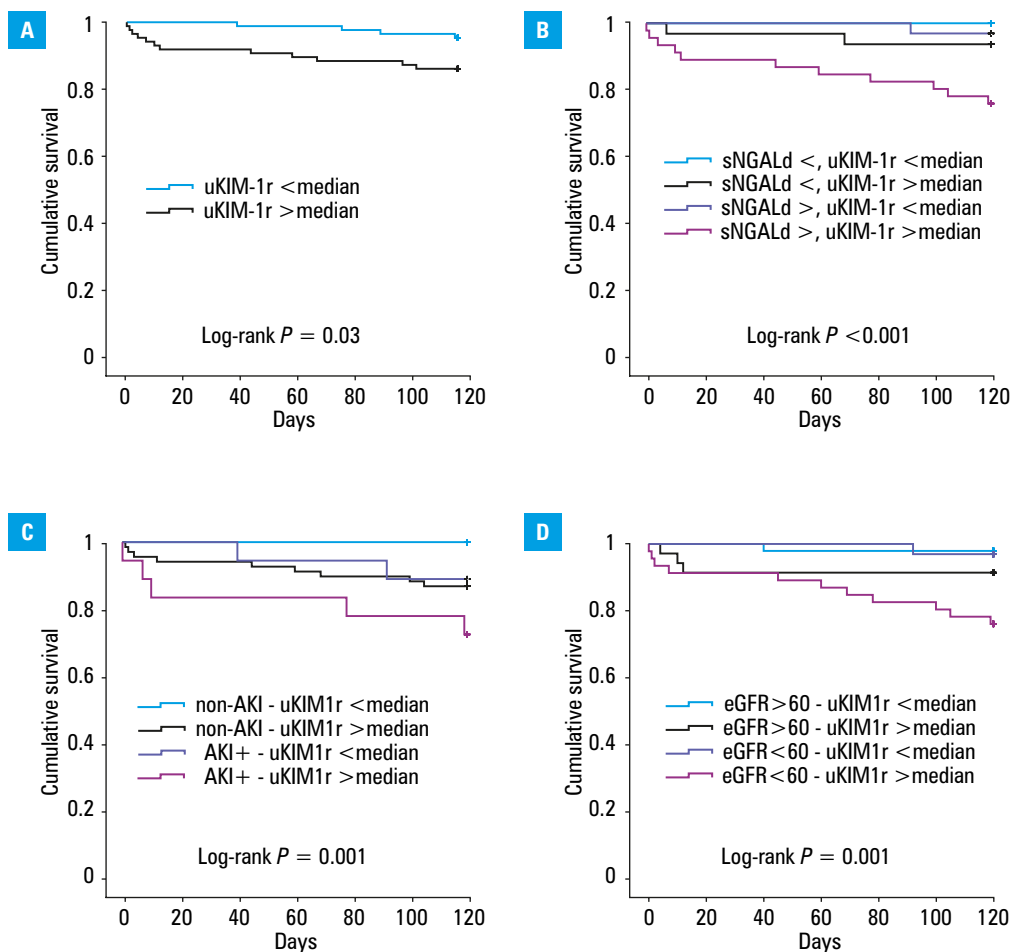 A
Cumulative survival
1
0.8
0.6
0.4
0.2
0
uKIM-1r <median
uKIM-1r >median
Log-rank P = 0.03
0 20 40 60 80 100 120
Days
B
Cumulative survival
1
0.8
0.6
0.4
0.2
0
sNGALd <, uKIM-1r <median
sNGALd <, uKIM-1r >median
sNGALd >, uKIM-1r <median
sNGALd >, uKIM-1r >median
Log-rank P <0.001
0 20 40 60 80 100 120
Days
C
Cumulative survival
1
0.8
0.6
0.4
0.2
0
non-AKI - uKIM1r <median
non-AKI - uKIM1r >median
AKI+ - uKIM1r <median
AKI+ - uKIM1r >median
Log-rank P = 0.001
0 20 40 60 80 100 120
Days
D
Cumulative survival
1
0.8
0.6
0.4
0.2
0
eGFR>60 - uKIM1r <median
eGFR>60 - uKIM1r >median
eGFR<60 - uKIM1r <median
eGFR<60 - uKIM1r >median
Log-rank P = 0.001
0 20 40 60 80 100 120
Days